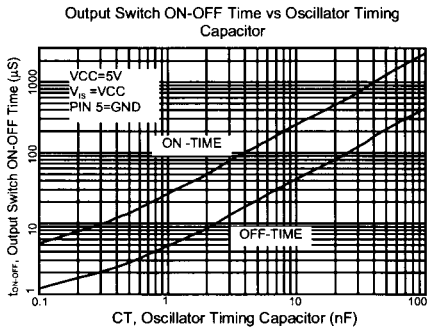 Output Switch ON-OFF Time vs Oscillator Timing
Capacitor
tON-OFF, Output Switch ON-OFF Time (µS)
1000
100
10
1
VCC=5V
VIS =VCC
PIN 5=GND
ON -TIME
OFF-TIME
0.1
1
10
100
CT, Oscillator Timing Capacitor (nF)